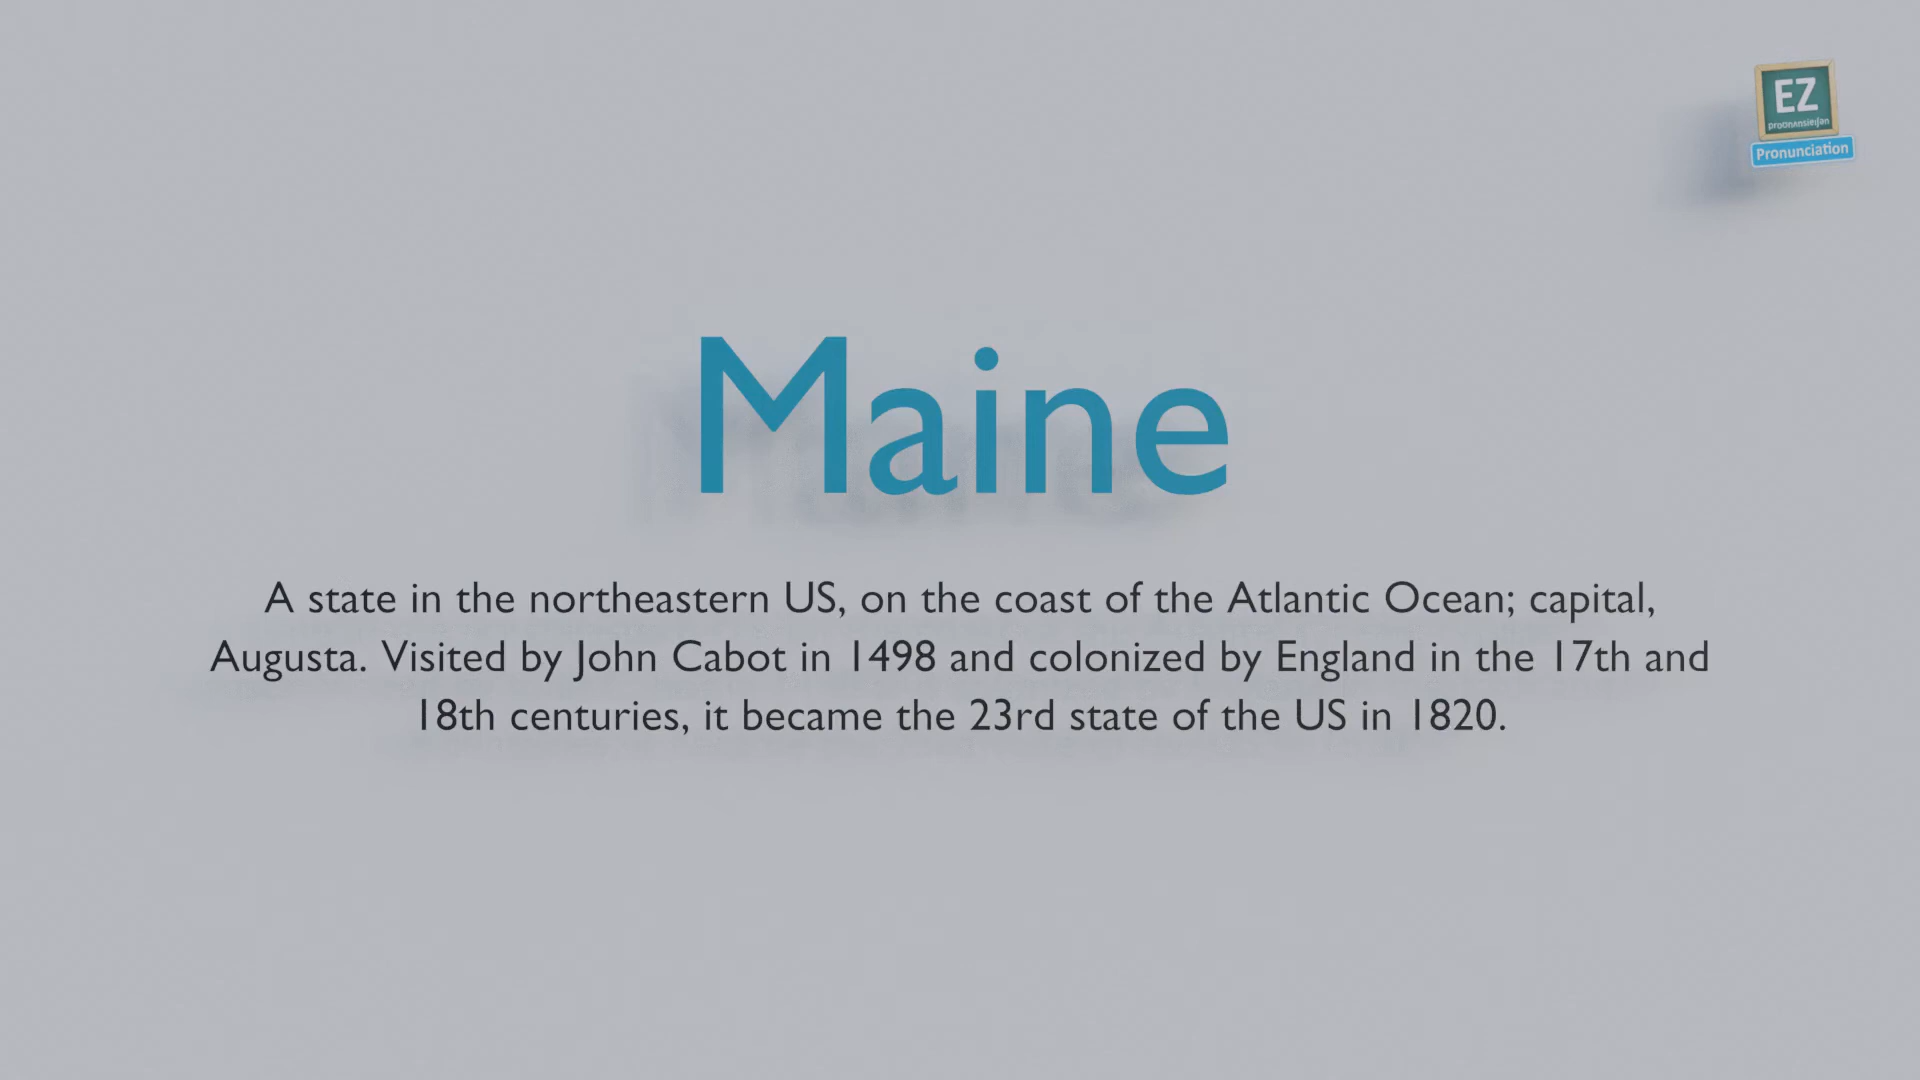 EZ
Pronunciation
Maine
A state in the northeastern US, on the coast of the Atlantic Ocean; capital,
Augusta. Visited by John Cabot in 1498 and colonized by England in the 17th and
18th centuries, it became the 23rd state of the US in 1820.